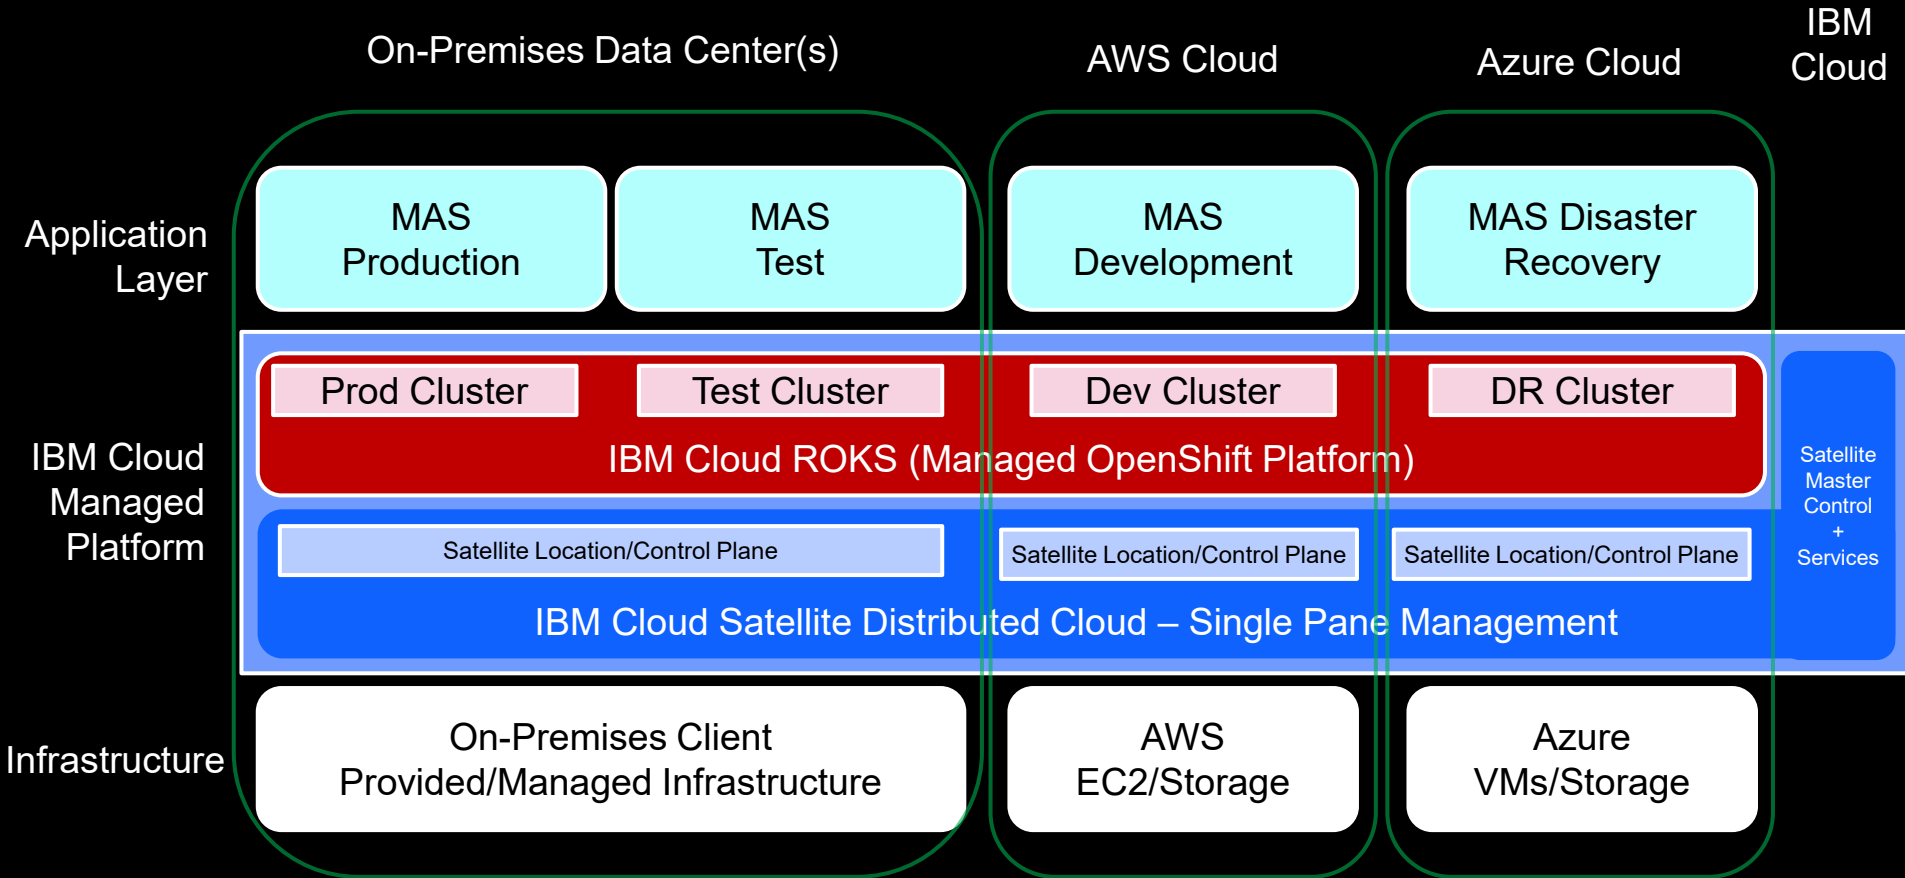 On-Premises Data Center(s)
AWS Cloud
Azure Cloud
IBM
Cloud
Application
Layer
MAS
Production
MAS
Test
MAS
Development
MAS Disaster
Recovery
IBM Cloud
Managed
Platform
Prod Cluster
Test Cluster
Dev Cluster
DR Cluster
IBM Cloud ROKS (Managed OpenShift Platform)
Satellite Location/Control Plane
Satellite Location/Control Plane
Satellite Location/Control Plane
IBM Cloud Satellite Distributed Cloud – Single Pane Management
Satellite
Master
Control
+
Services
Infrastructure
On-Premises Client
Provided/Managed Infrastructure
AWS
EC2/Storage
Azure
VMs/Storage